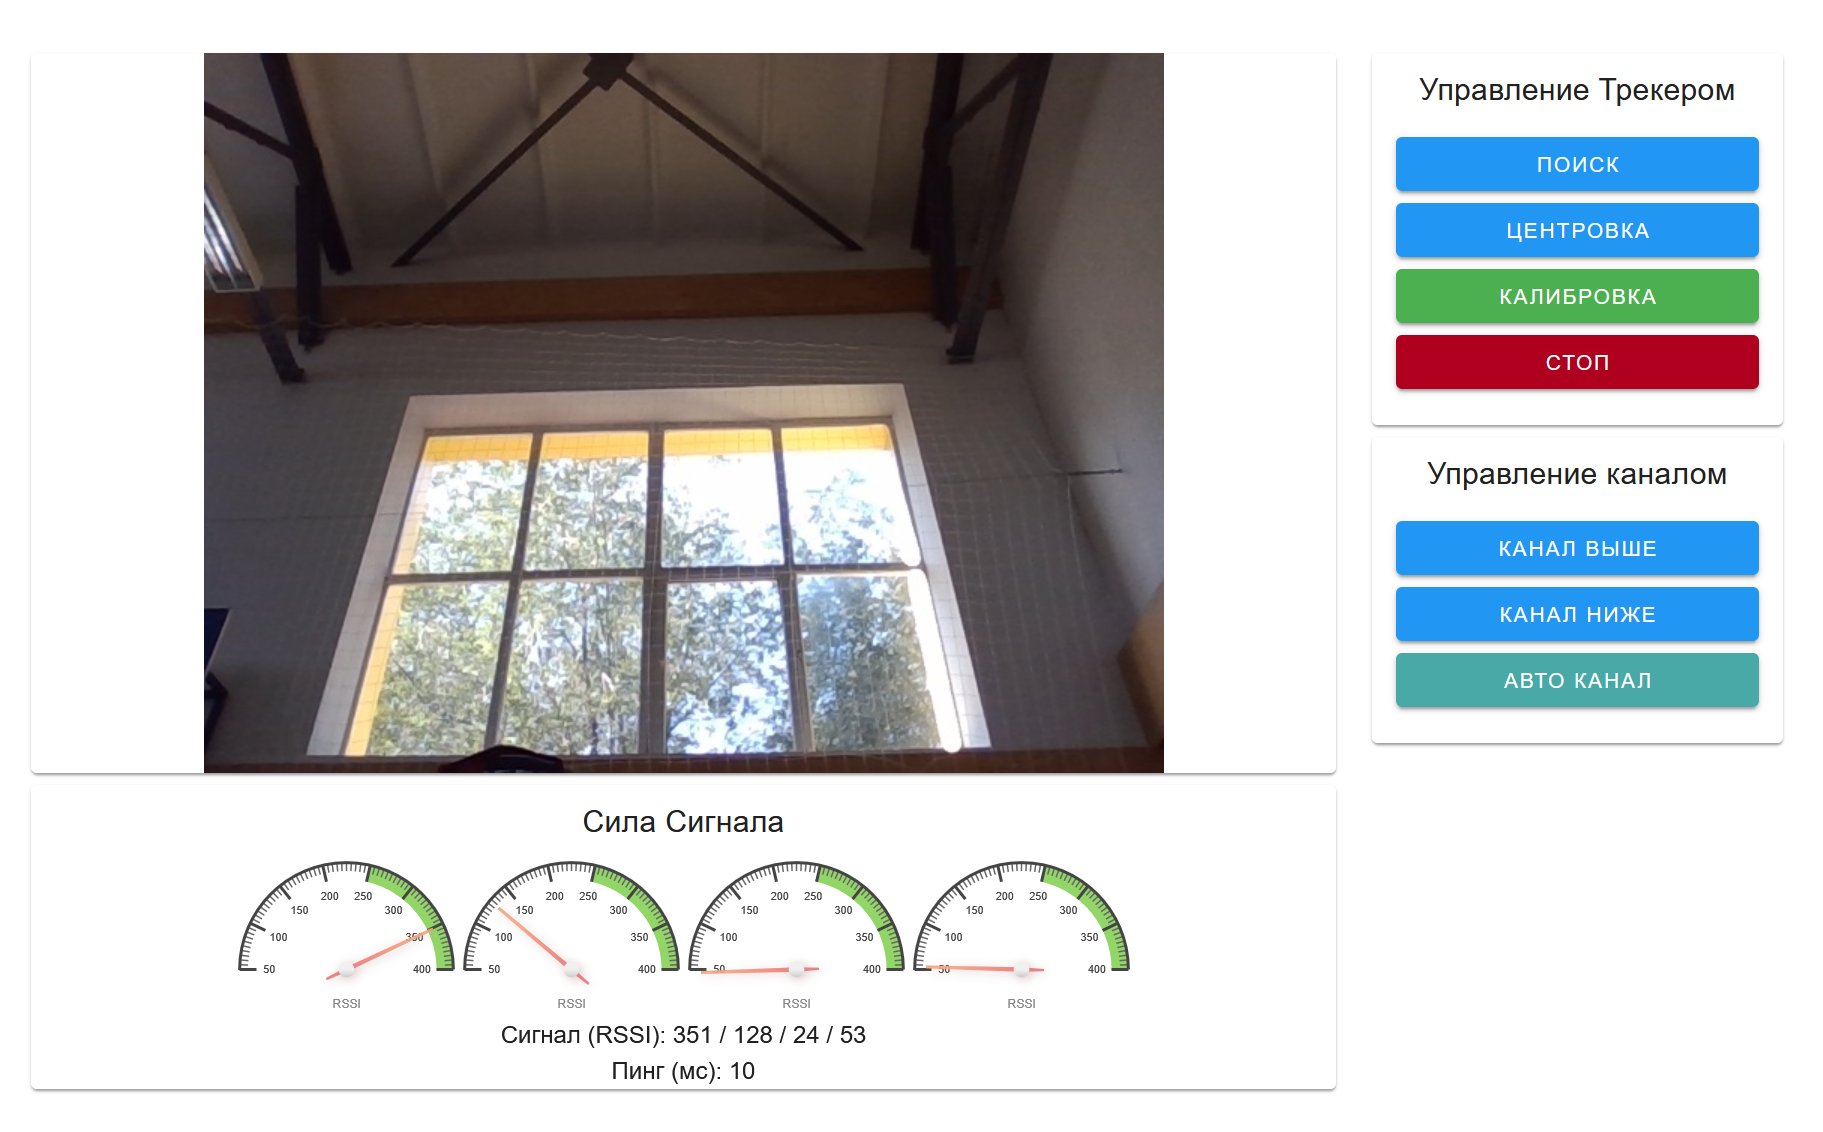 Управление Трекером
ПОИСК
ЦЕНТРОВКА
КАЛИБРОВКА
СТОП
Управление каналом
КАНАЛ ВЫШЕ
КАНАЛ НИЖЕ
АВТО КАНАЛ
Сила Сигнала
50 100 150 200 250 300 350 400
RSSI
50 100 150 200 250 300 350 400
RSSI
50 100 150 200 250 300 350 400
RSSI
50 100 150 200 250 300 350 400
RSSI
Сигнал (RSSI): 351 / 128 / 24 / 53
Пинг (мс): 10